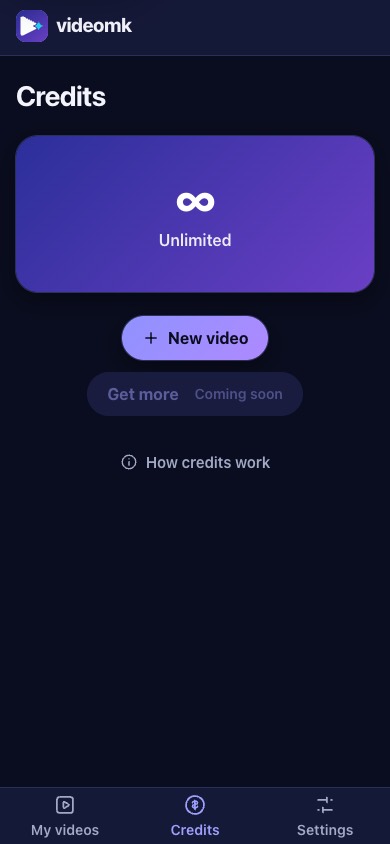 videomk
Credits
∞
Unlimited
New video
Get more Coming soon
How credits work
My videos Credits Settings